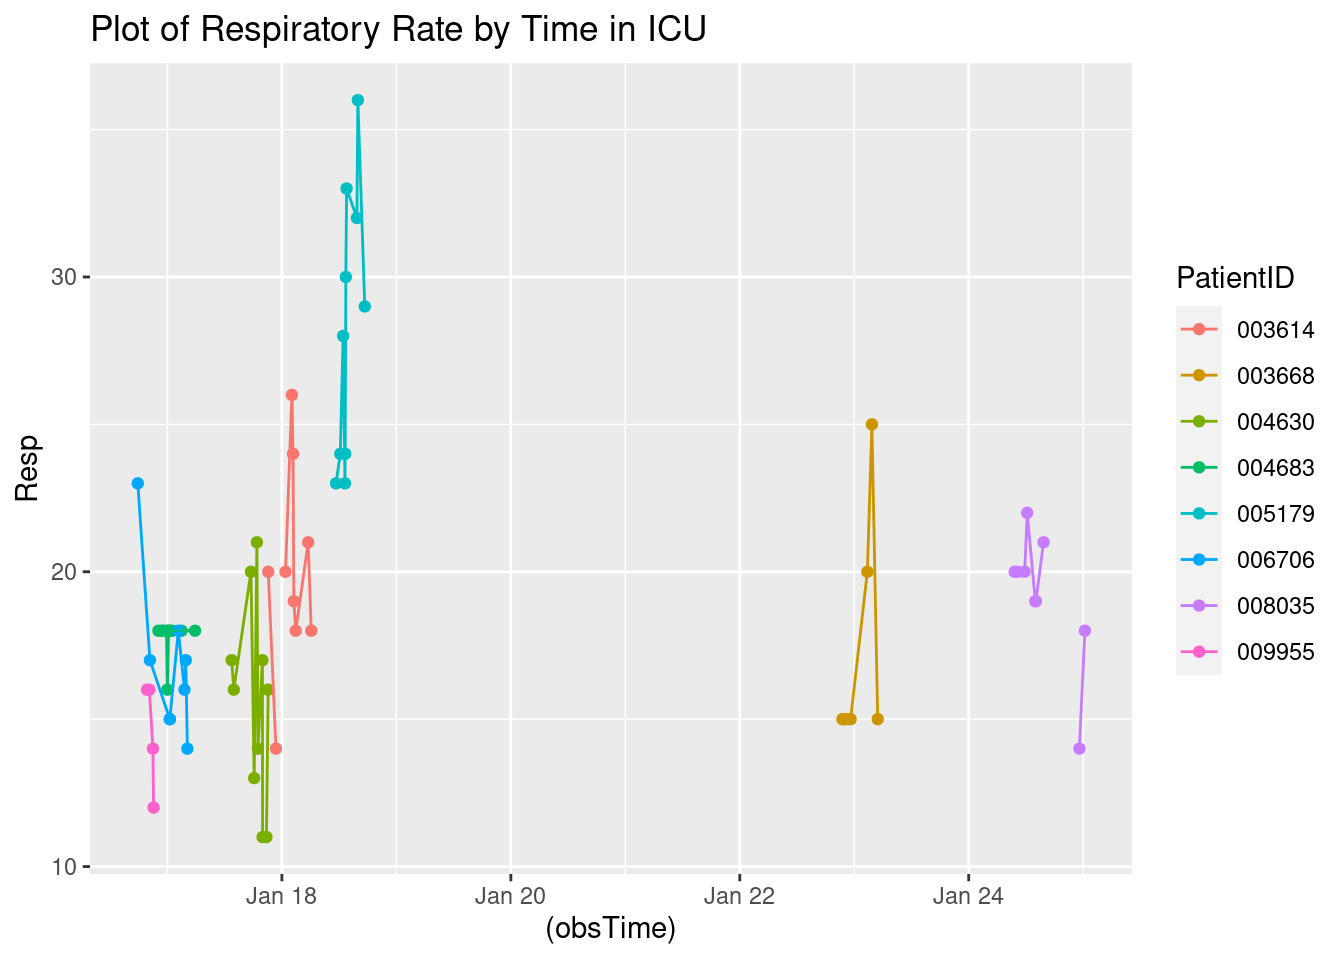 Plot of Respiratory Rate by Time in ICU
Resp
30
20
10
Jan 18
Jan 20
Jan 22
Jan 24
(obsTime)
PatientID
003614
003668
004630
004683
005179
006706
008035
009955